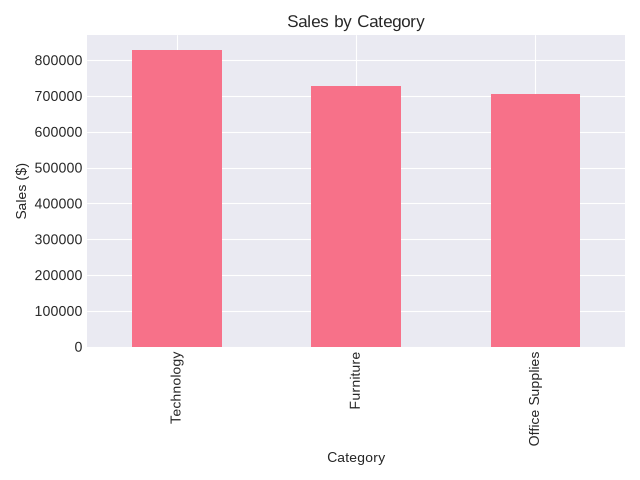 Sales by Category
Sales ($)
800000
700000
600000
500000
400000
300000
200000
100000
0
Technology
Furniture
Office Supplies
Category